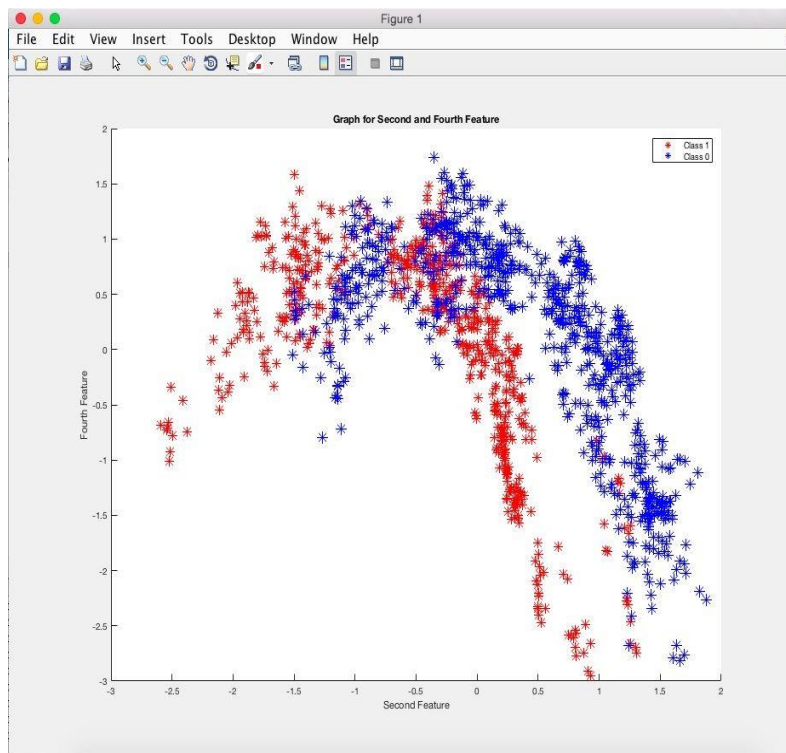 Figure 1
File Edit View Insert Tools Desktop Window Help
Graph for Second and Fourth Feature
Class 1
Class 0
2
1.5
1
0.5
0
-0.5
-1
-1.5
-2
-2.5
-3
Fourth Feature
-3 -2.5 -2 -1.5 -1 -0.5 0 0.5 1 1.5 2
Second Feature